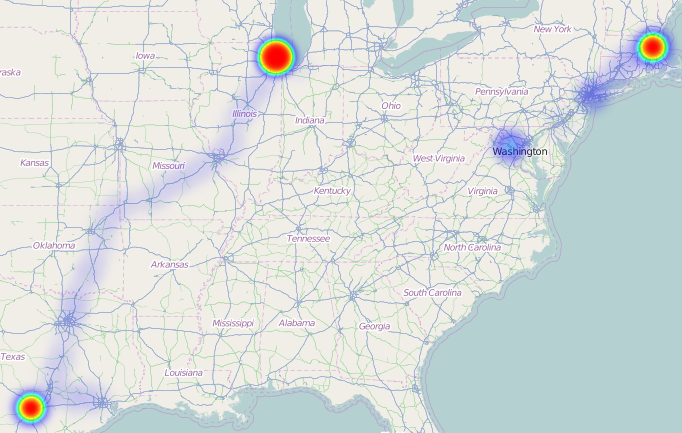 New York
Iowa
raska
Pennsylvania
Ohio
Illinois
Indiana
Washington
West Virginia
Kansas
Missouri
Kentucky
Virginia
Tennessee
Oklahoma
North Carolina
Arkansas
South Carolina
Mississippi
Alabama
Georgia
Texas
Louisiana